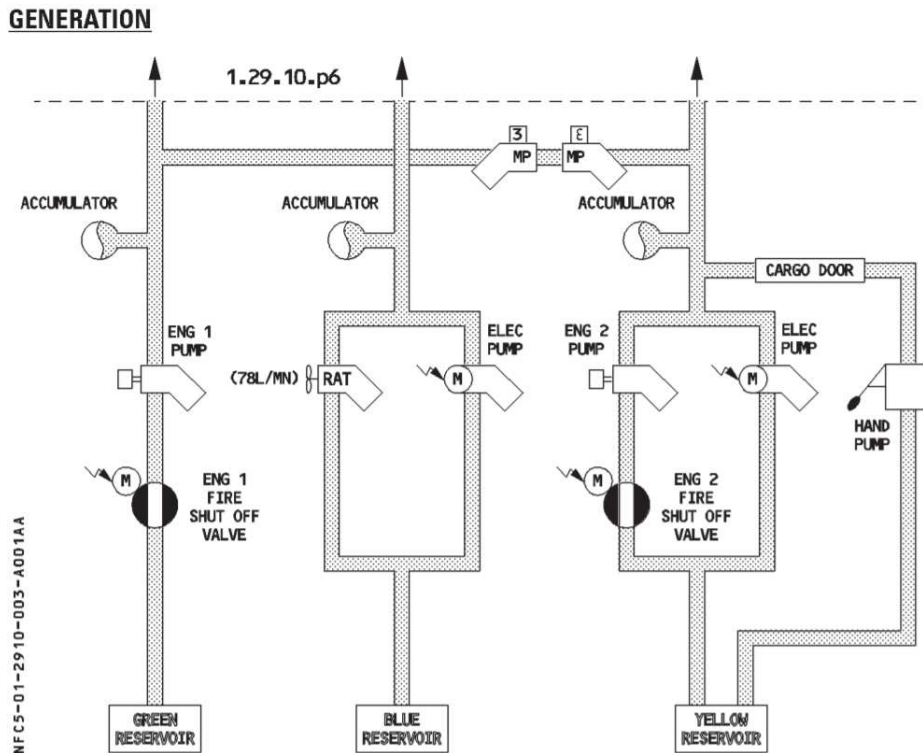 GENERATION
1.29.10.p6
MP
MP
ACCUMULATOR
ACCUMULATOR
ACCUMULATOR
CARGO DOOR
ENG 1
PUMP
(78L/MN)
RAT
ELEC
PUMP
M
ENG 2
PUMP
ELEC
PUMP
M
HAND
PUMP
M
ENG 1
FIRE
SHUT OFF
VALVE
M
ENG 2
FIRE
SHUT OFF
VALVE
GREEN
RESERVOIR
BLUE
RESERVOIR
YELLOW
RESERVOIR
NFC5-01-2910-003-A001AA